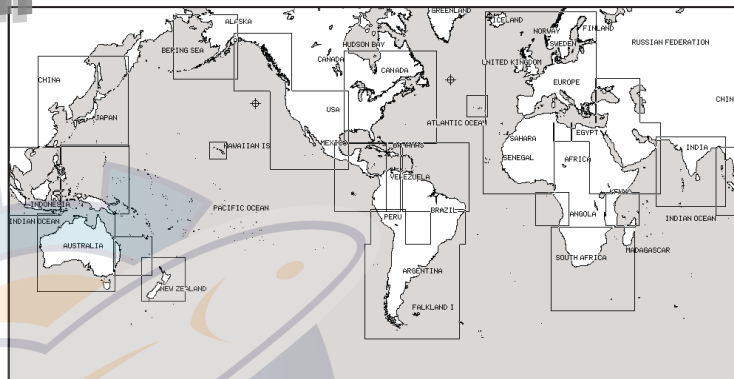 GREENLAND
ALASKA
ICELAND
NORWAY
FINLAND
HUDSON BAY
SWEDEN
RUSSIAN FEDERATION
BERING SEA
CANADA
UNITED KINGDOM
CANADA
CHINA
EUROPE
CHIN
USA
JAPAN
ATLANTIC OCEAN
EGYPT
SAHARA
MEXICO
BAHAMAS
HAWAIIAN IS
INDIA
SENEGAL
AFRICA
VENEZUELA
KENYA
INDONESIA
PACIFIC OCEAN
BRAZIL
PERU
ANGOLA
INDIAN OCEAN
INDIAN OCEAN
AUSTRALIA
MADAGASCAR
SOUTH AFRICA
ARGENTINA
NEW ZEALAND
FALKLAND I